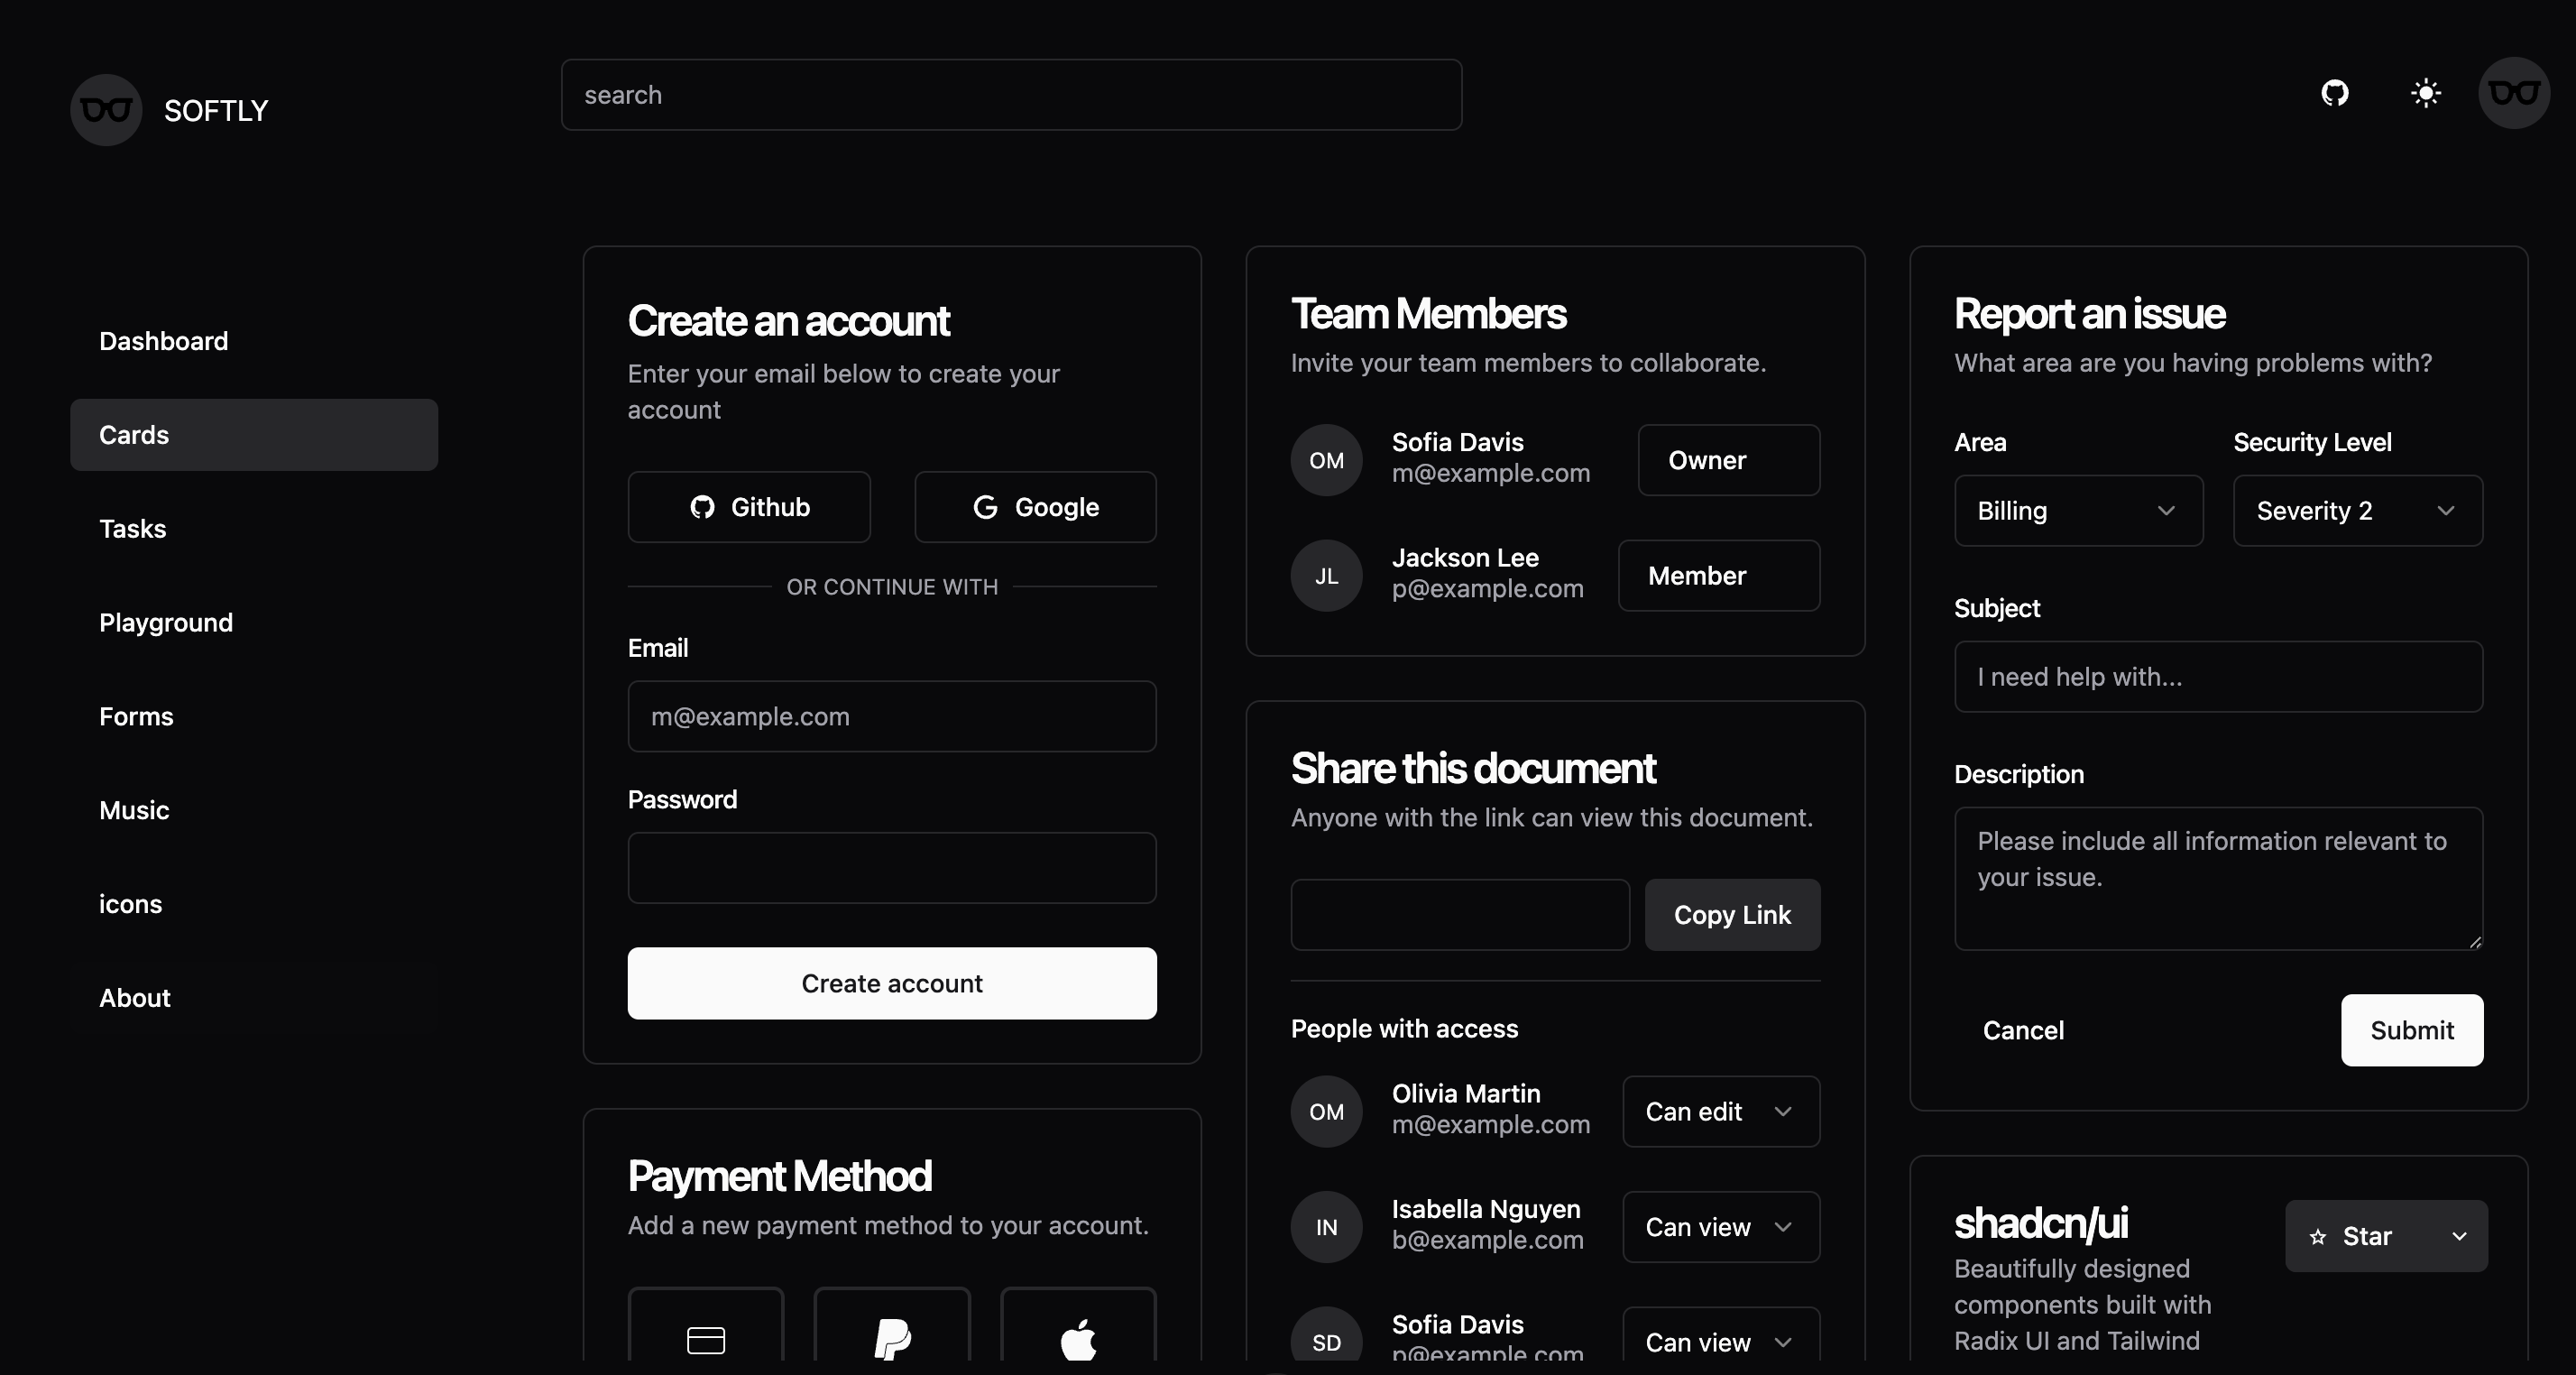 SOFTLY
search
Dashboard
Cards
Tasks
Playground
Forms
Music
icons
About
Create an account
Enter your email below to create your
account
Github
Google
OR CONTINUE WITH
Email
m@example.com
Password
Create account
Payment Method
Add a new payment method to your account.
Team Members
Invite your team members to collaborate.
OM
Sofia Davis
m@example.com
Owner
JL
Jackson Lee
p@example.com
Member
Share this document
Anyone with the link can view this document.
Copy Link
People with access
OM
Olivia Martin
m@example.com
Can edit
IN
Isabella Nguyen
b@example.com
Can view
SD
Sofia Davis
p@example.com
Can view
Report an issue
What area are you having problems with?
Area
Security Level
Billing
Severity 2
Subject
I need help with...
Description
Please include all information relevant to
your issue.
Cancel
Submit
shadcn/ui
Star
Beautifully designed
components built with
Radix UI and Tailwind